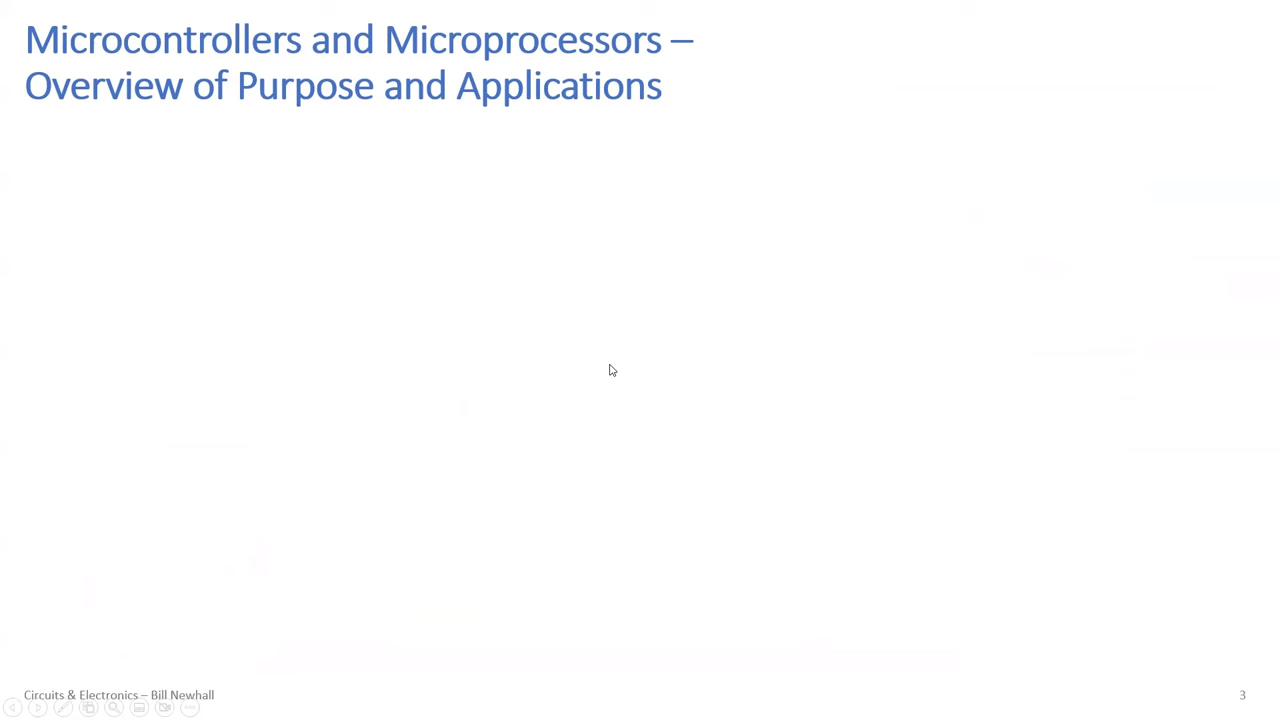 Microcontrollers and Microprocessors –
Overview of Purpose and Applications
Circuits & Electronics – Bill Newhall
3